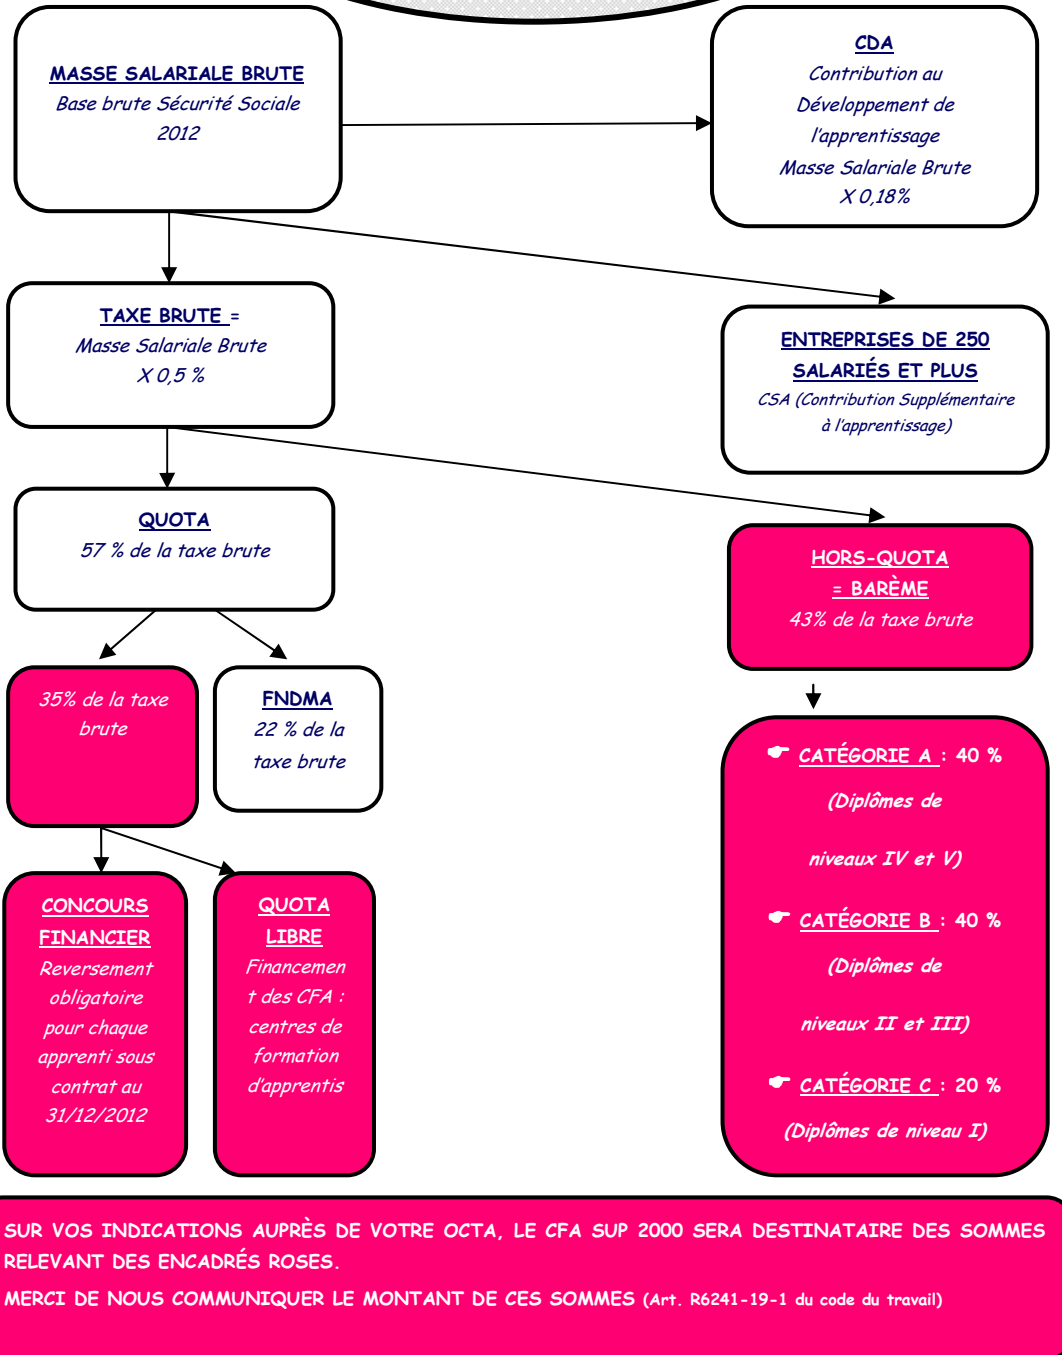 MASSE SALARIALE BRUTE
Base brute Sécurité Sociale
2012
CDA
Contribution au
Développement de
l'apprentissage
Masse Salariale Brute
X 0,18%
TAXE BRUTE =
Masse Salariale Brute
X 0,5 %
ENTREPRISES DE 250
SALARIÉS ET PLUS
CSA (Contribution Supplémentaire
à l'apprentissage)
QUOTA
57 % de la taxe brute
HORS-QUOTA
= BARÈME
43% de la taxe brute
35% de la taxe
brute
FNDMA
22 % de la
taxe brute
CATÉGORIE A : 40 %
(Diplômes de
niveaux IV et V)
CATÉGORIE B : 40 %
(Diplômes de
niveaux II et III)
CATÉGORIE C : 20 %
(Diplômes de niveau I)
CONCOURS
FINANCIER
Reversement
obligatoire
pour chaque
apprenti sous
contrat au
31/12/2012
QUOTA
LIBRE
Financemen
t des CFA :
centres de
formation
d'apprentis
SUR VOS INDICATIONS AUPRÈS DE VOTRE OCTA, LE CFA SUP 2000 SERA DESTINATAIRE DES SOMMES
RELEVANT DES ENCADRÉS ROSES.
MERCI DE NOUS COMMUNIQUER LE MONTANT DE CES SOMMES (Art. R6241-19-1 du code du travail)